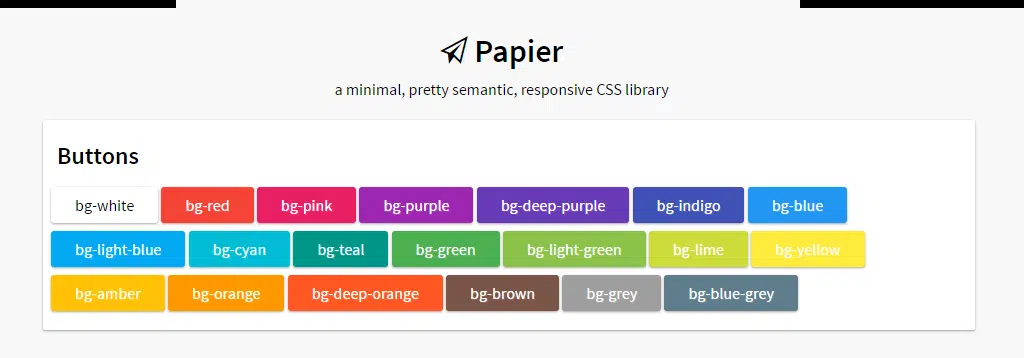 Papier
a minimal, pretty semantic, responsive CSS library
Buttons
bg-white bg-red bg-pink bg-purple bg-deep-purple bg-indigo bg-blue
bg-light-blue bg-cyan bg-teal bg-green bg-light-green bg-lime bg-yellow
bg-amber bg-orange bg-deep-orange bg-brown bg-grey bg-blue-grey